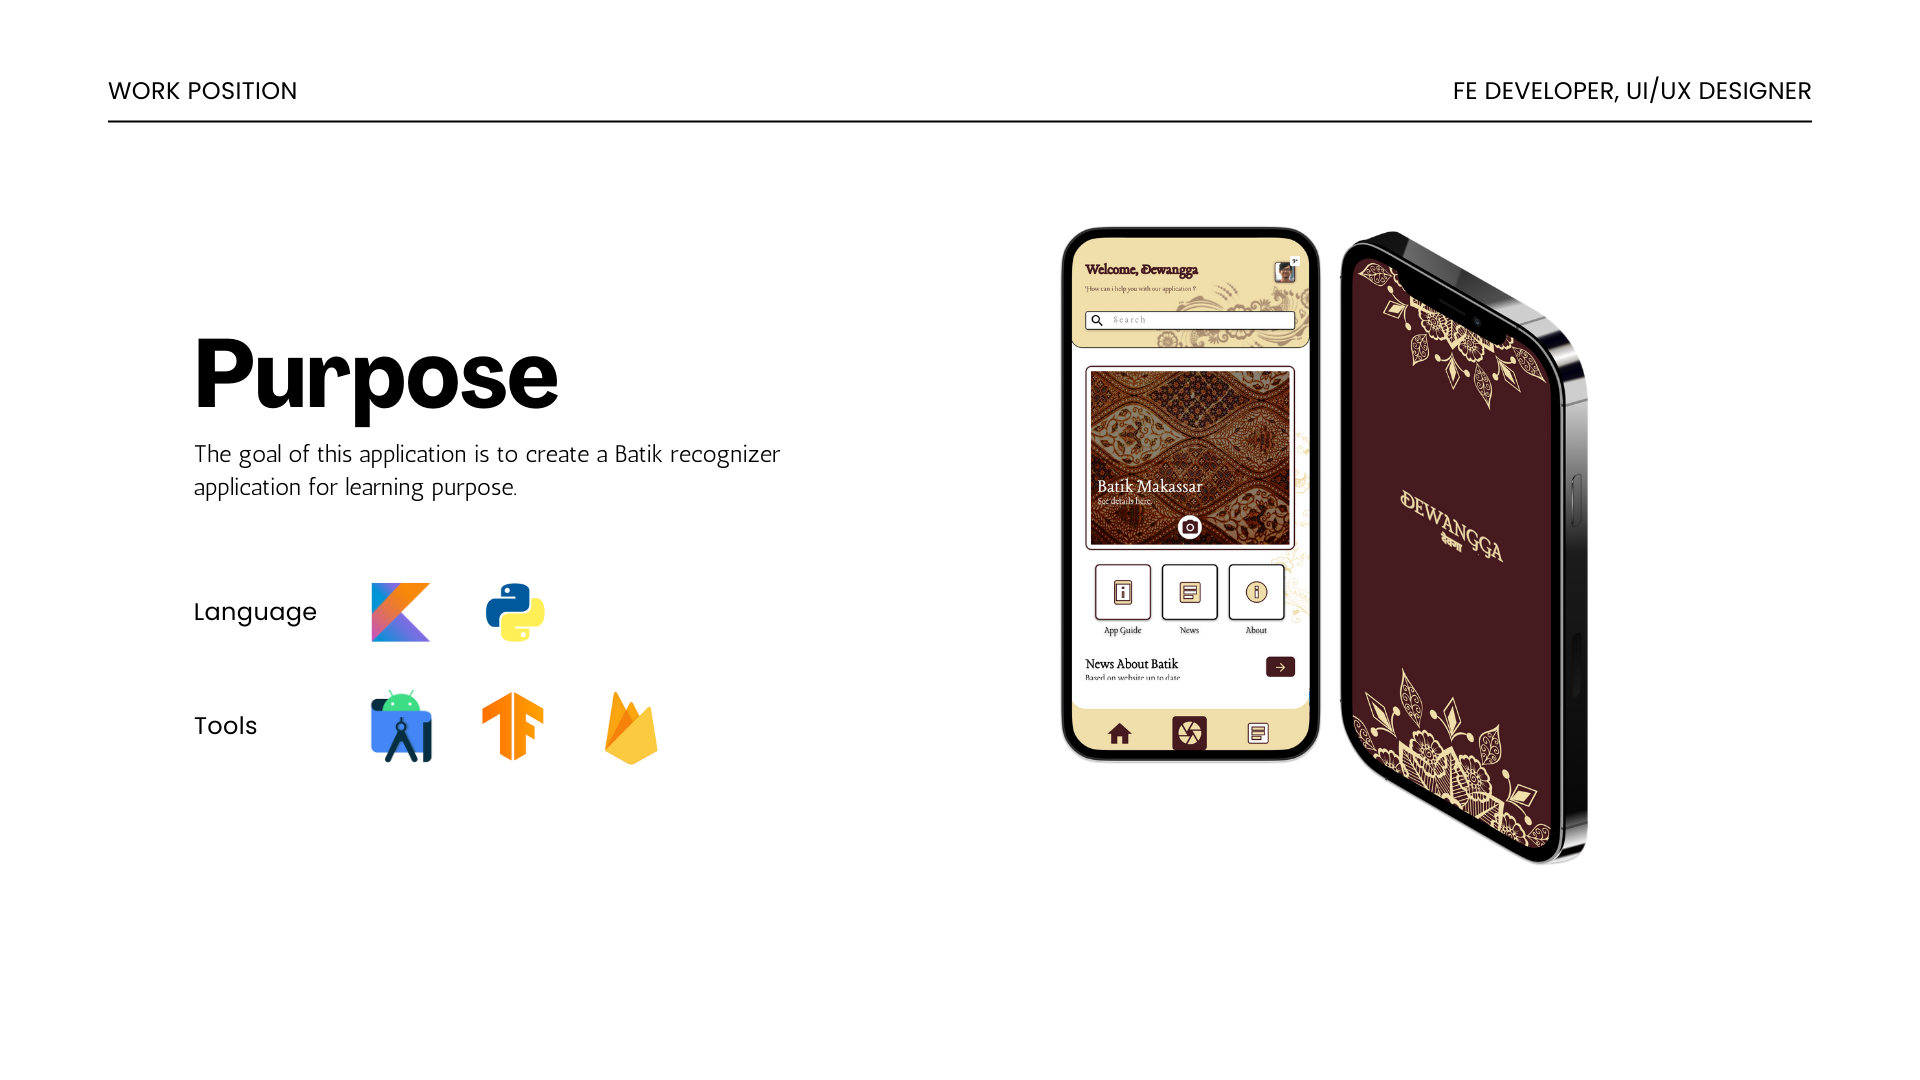 WORK POSITION
FE DEVELOPER, UI/UX DESIGNER
Purpose
The goal of this application is to create a Batik recognizer
application for learning purpose.
Language
Tools
Welcome, Dewangga
"How can i help you with our application ?"
Search
Batik Makassar
See details here.
App Guide
News
About
News About Batik
Based on website up to date
DEWANGGA